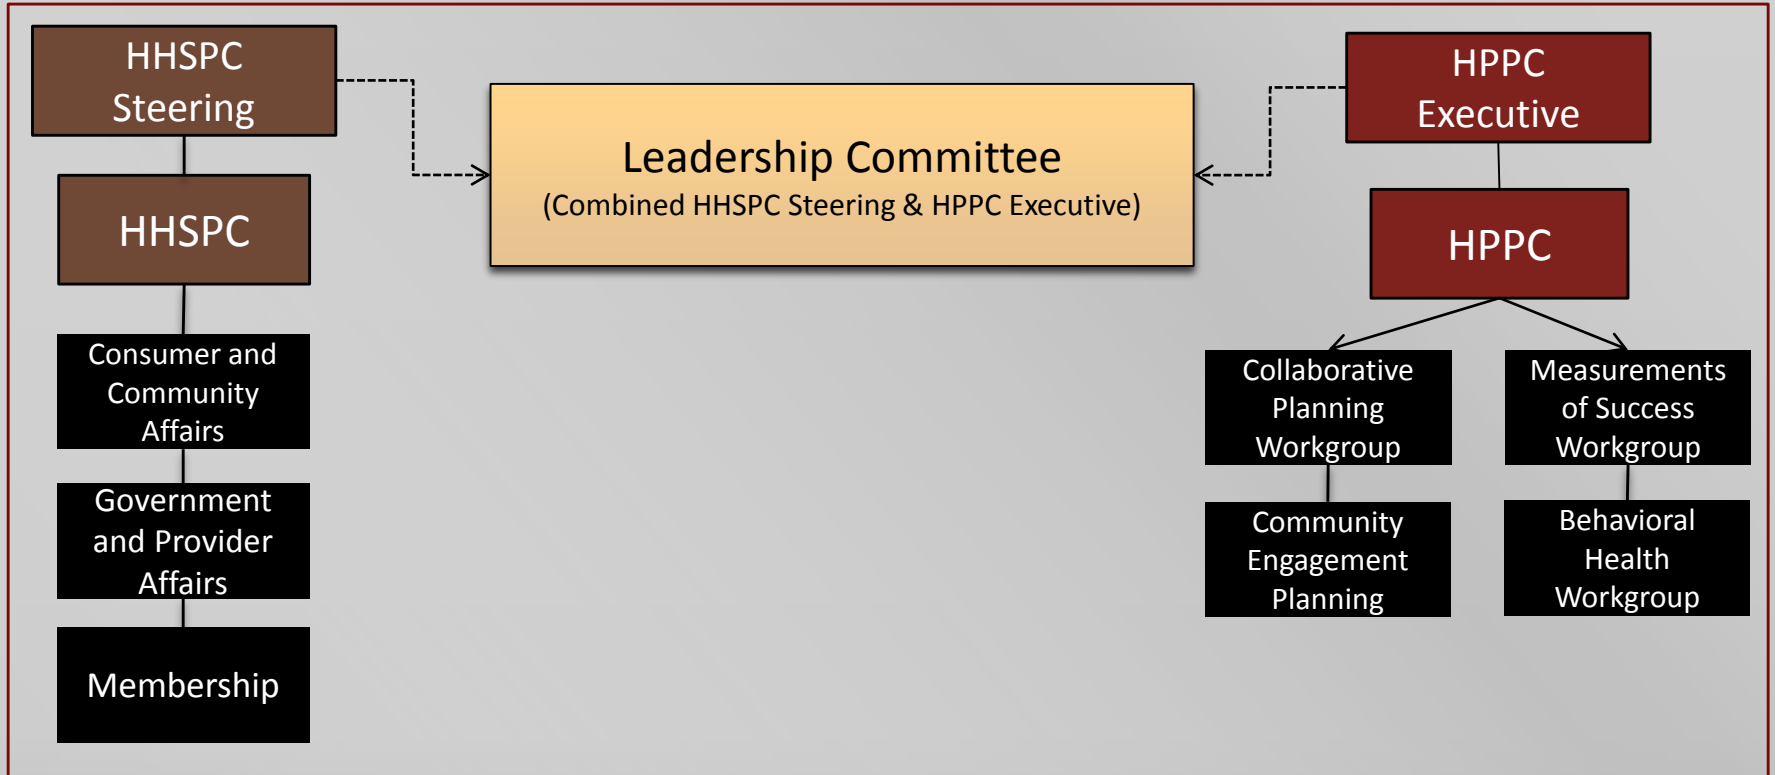 HHSPC
Steering
HHSPC
Consumer and
Community
Affairs
Government
and Provider
Affairs
Membership
Leadership Committee
(Combined HHSPC Steering & HPPC Executive)
HPPC
Executive
HPPC
Collaborative
Planning
Workgroup
Community
Engagement
Planning
Measurements
of Success
Workgroup
Behavioral
Health
Workgroup